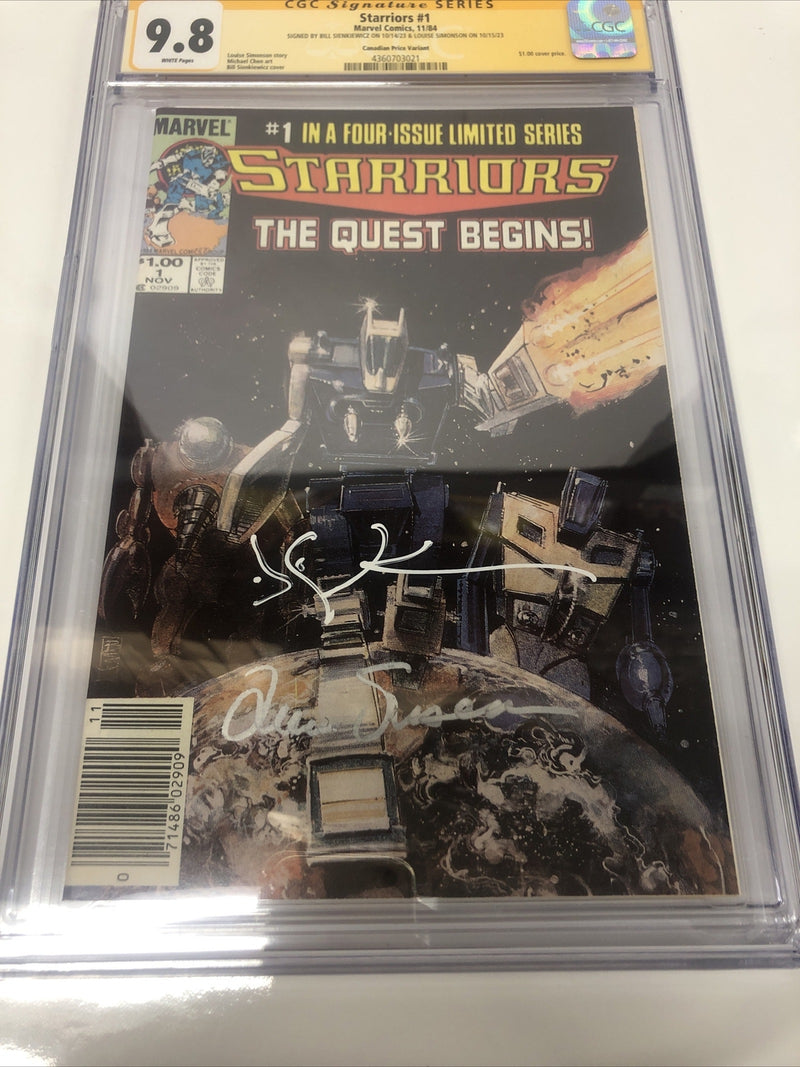 CGC Signature SERIES
9.8
WHITE Pages
Starriors #1
Marvel Comics, 11/84
SIGNED BY BILL SIENKIEWICZ ON 10/14/23 & LOUISE SIMONSON ON 10/15/23
Canadian Price Variant
Louise Simonson story
Michael Chen art
Bill Sienkiewicz cover
4360703021
$1.00 cover price.
CGC
MARVEL
#1 IN A FOUR-ISSUE LIMITED SERIES
STARRIORS
THE QUEST BEGINS!
$1.00
1
NOV
02909
APPROVED
BY THE
COMICS
CODE
AUTHORITY
11
71486 02909
0